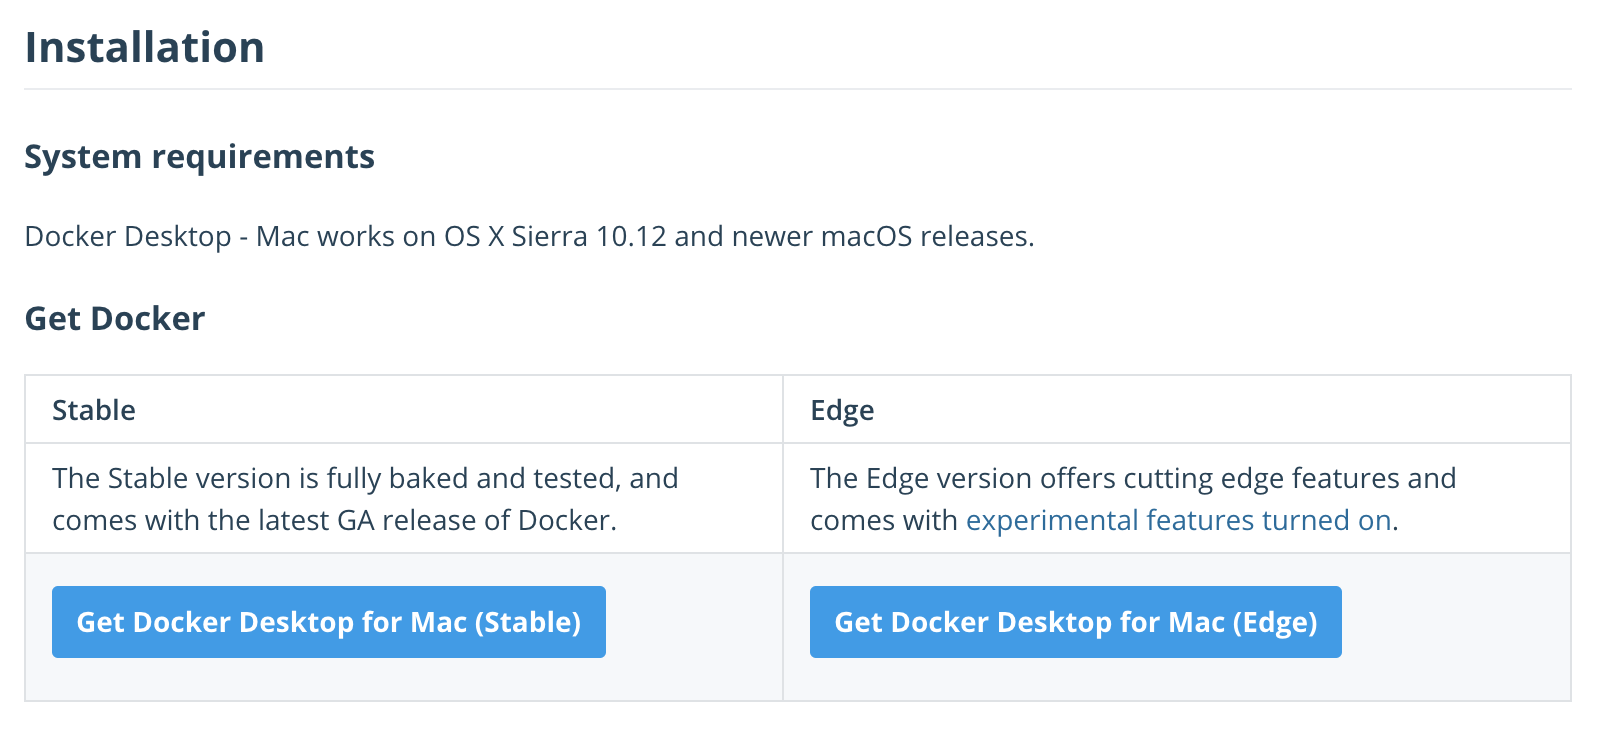 Installation
System requirements
Docker Desktop - Mac works on OS X Sierra 10.12 and newer macOS releases.
Get Docker
Stable
Edge
The Stable version is fully baked and tested, and
comes with the latest GA release of Docker.
The Edge version offers cutting edge features and
comes with experimental features turned on.
Get Docker Desktop for Mac (Stable)
Get Docker Desktop for Mac (Edge)